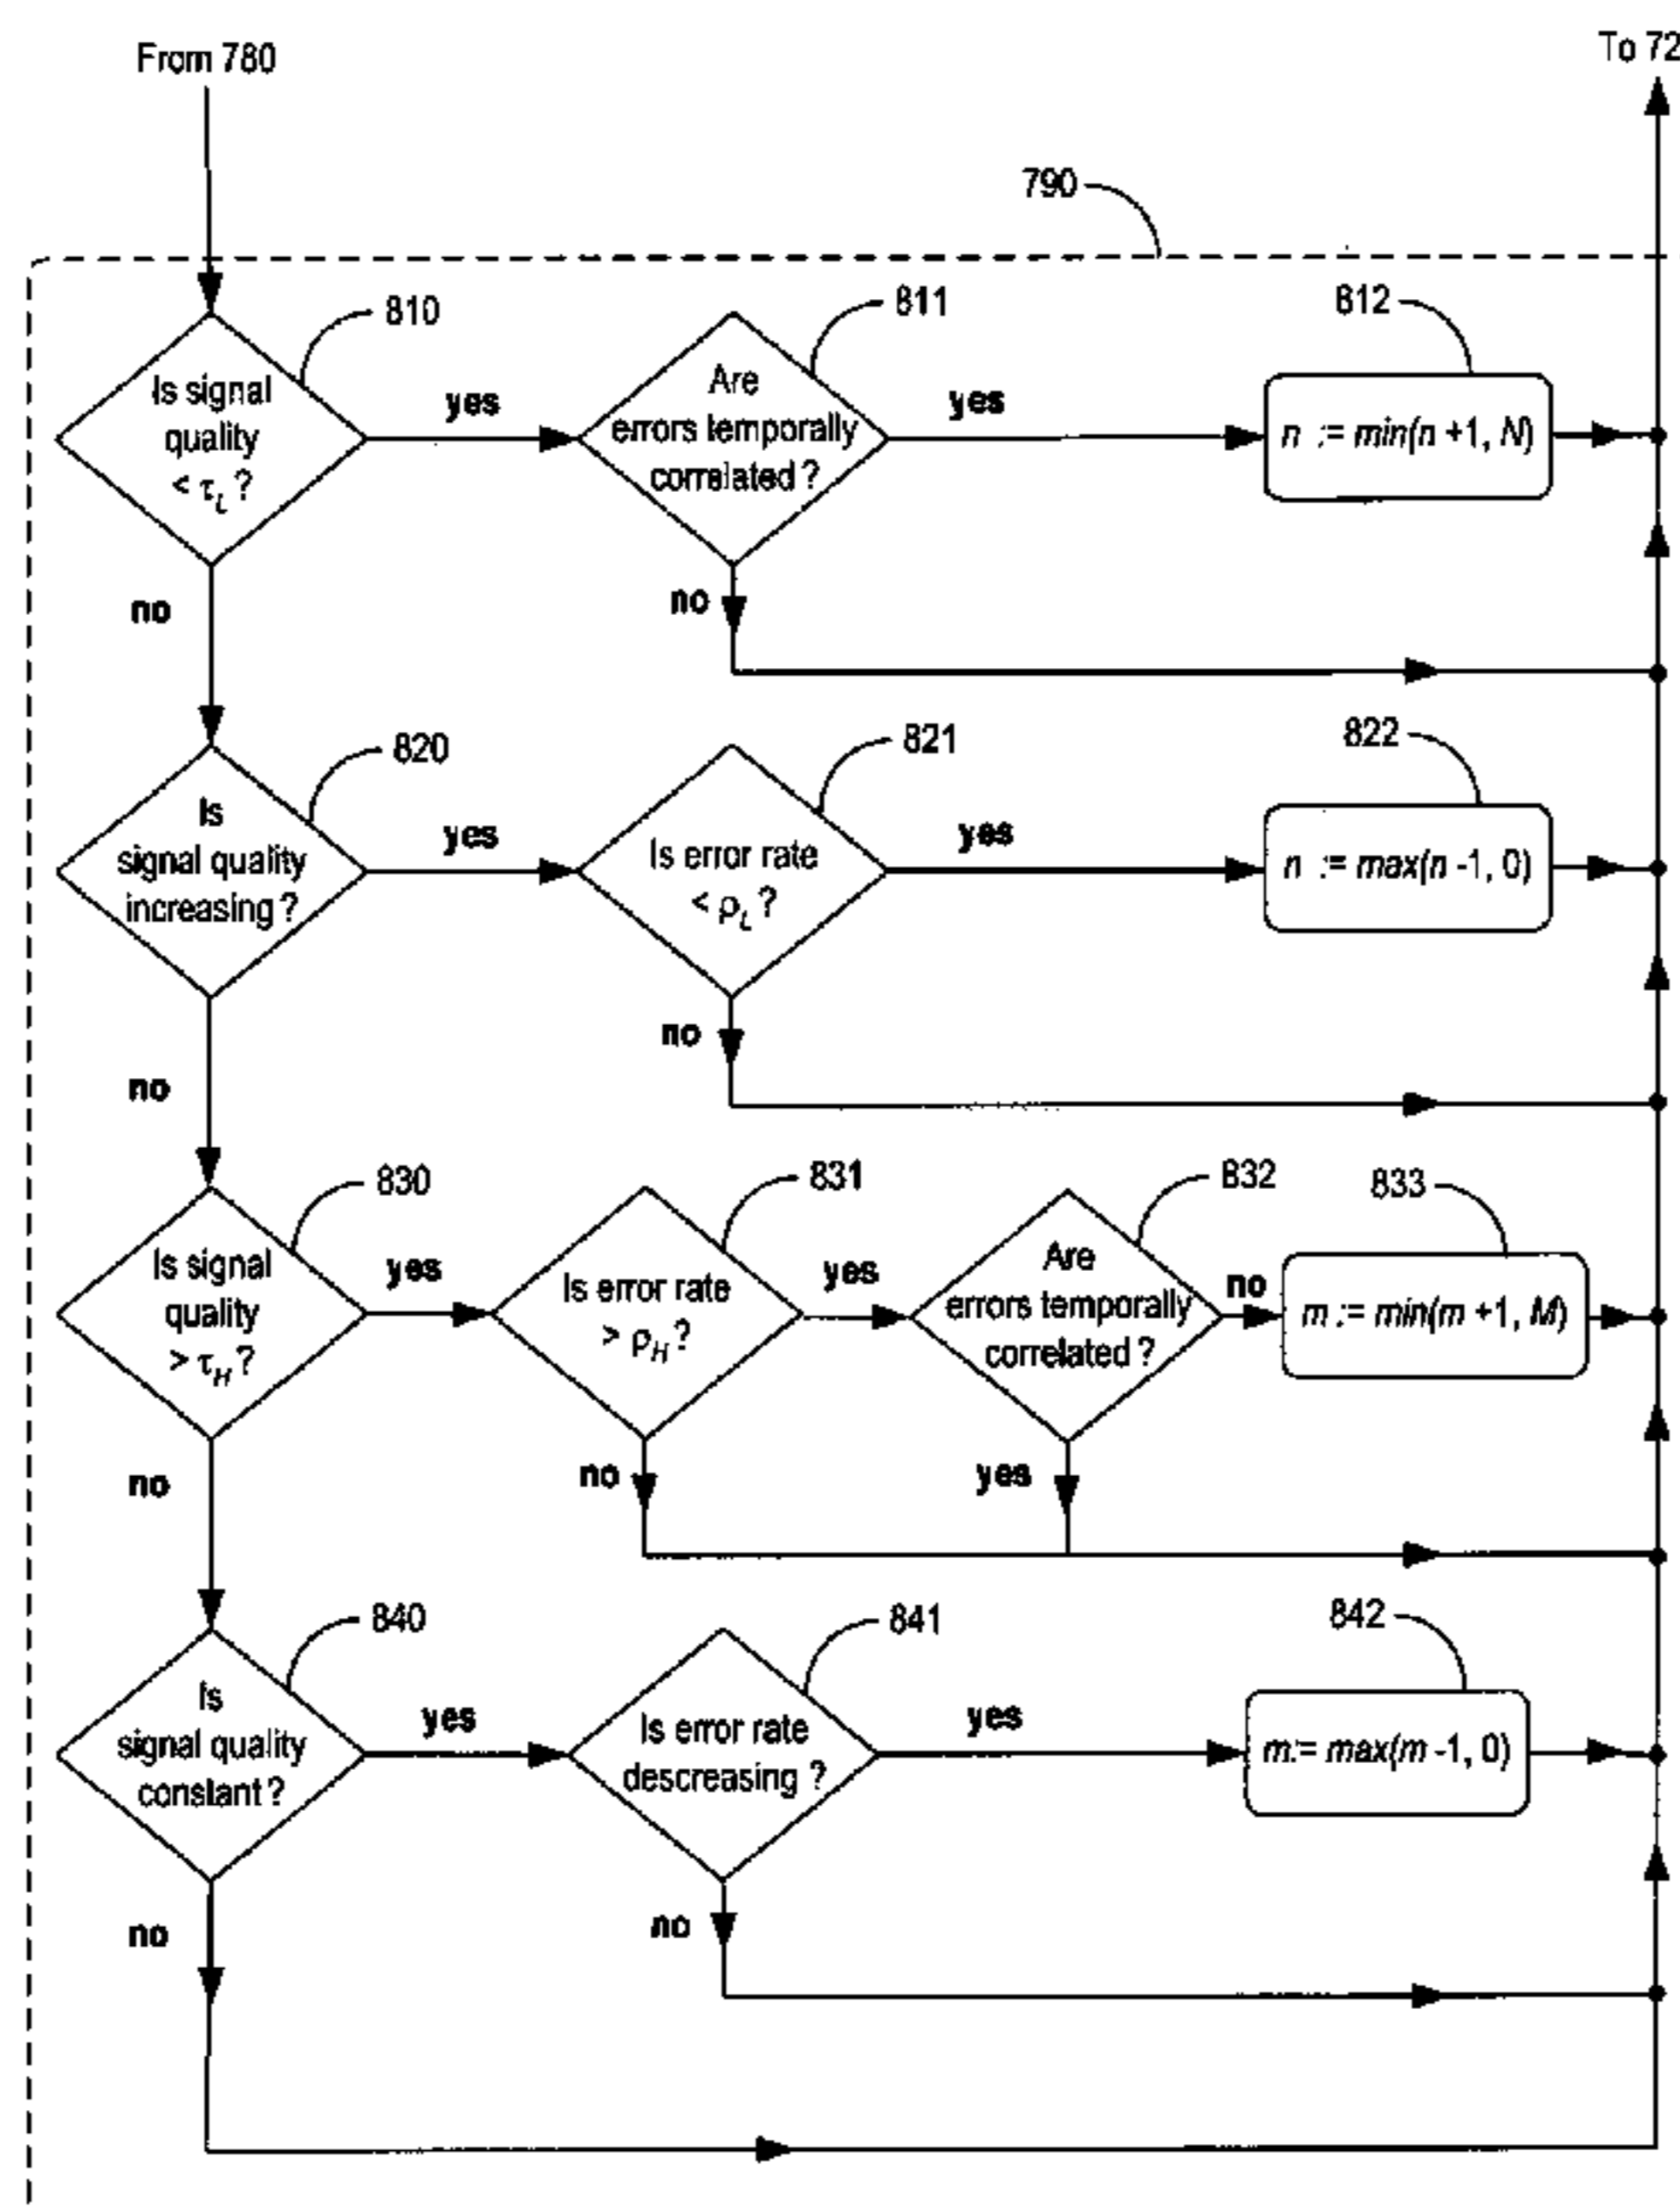 From 780
To 72
790
810
811
812
Is signal
quality
< τL ?
yes
Are
errors temporally
correlated ?
yes
n := min(n +1, N)
no
no
820
821
822
Is
signal quality
increasing ?
yes
Is error rate
< ρL ?
yes
n := max(n -1, 0)
no
no
830
831
832
833
Is signal
quality
> τH ?
yes
Is error rate
> ρH ?
yes
Are
errors temporally
correlated ?
no
m := min(m +1, M)
no
no
yes
840
841
842
Is
signal quality
constant ?
yes
Is error rate
descreasing ?
yes
m:= max(m -1, 0)
no
no